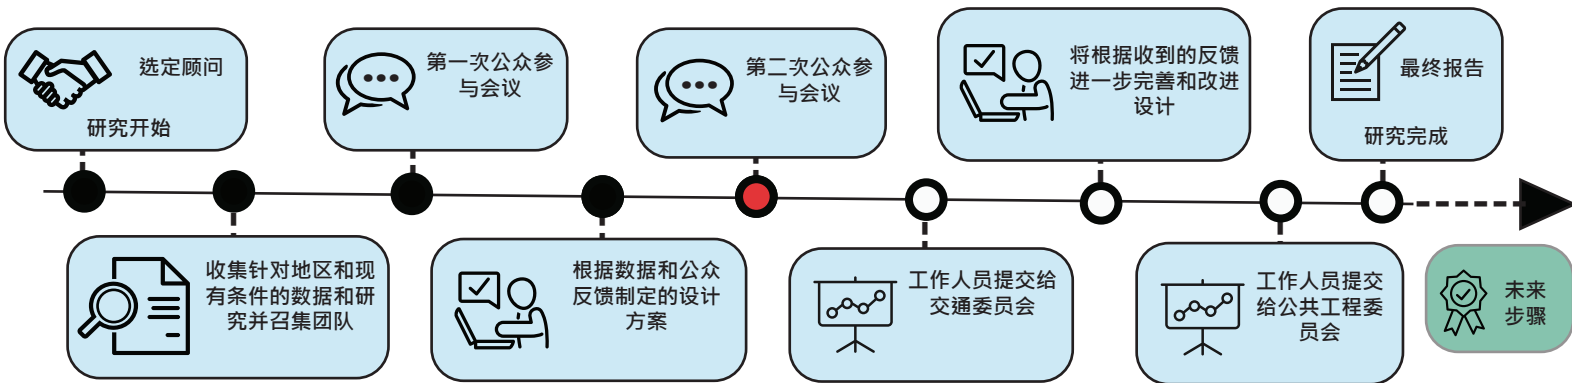 选定顾问
研究开始
第一次公众参
与会议
第二次公众参
与会议
将根据收到的反馈
进一步完善和改进
设计
最终报告
研究完成
收集针对地区和现
有条件的数据和研
究并召集团队
根据数据和公众
反馈制定的设计
方案
工作人员提交给
交通委员会
工作人员提交
给公共工程委
员会
未来
步骤